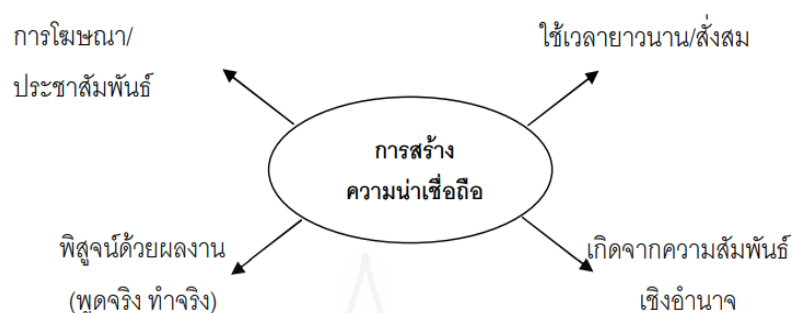 การโฆษณา/
ประชาสัมพันธ์
ใช้เวลายาวนาน/สั่งสม
การสร้าง
ความน่าเชื่อถือ
พิสูจน์ด้วยผลงาน
(พูดจริง ทำจริง)
เกิดจากความสัมพันธ์
เชิงอำนาจ